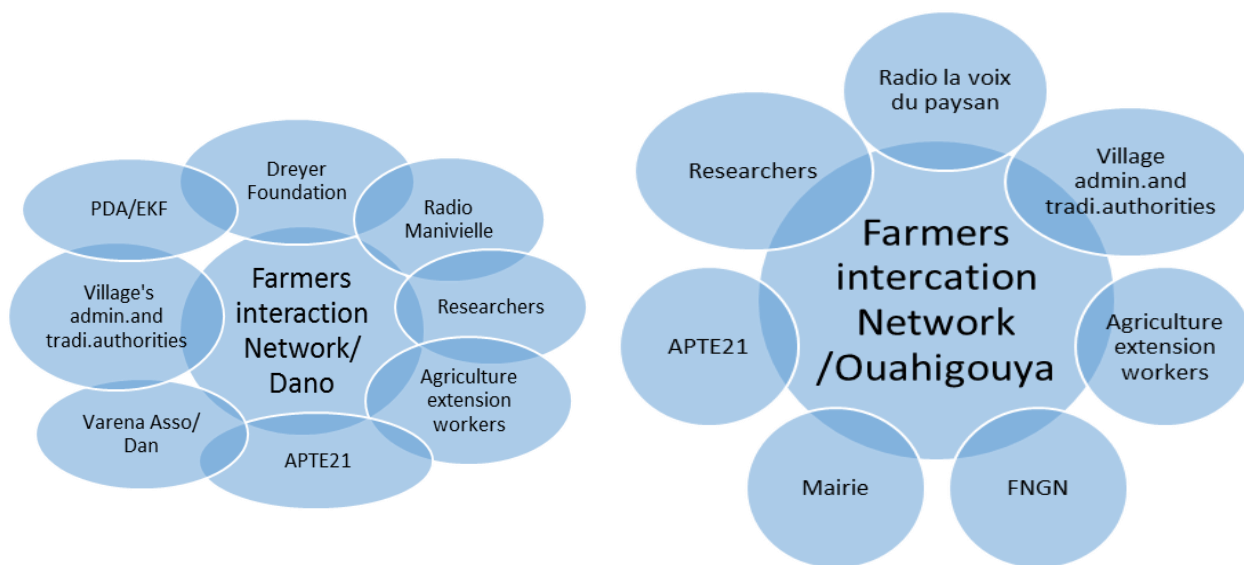 Dreyer
Foundation
PDA/EKF
Radio
Manivielle
Village's
admin.and
tradi.authorities
Farmers
interaction
Network/
Dano
Researchers
Agriculture
extension
workers
Varena Asso/
Dan
APTE21
Radio la voix
du paysan
Researchers
Village
admin.and
tradi.authorities
Farmers
intercation
Network
/Ouahigouya
APTE21
Agriculture
extension
workers
Mairie
FNGN